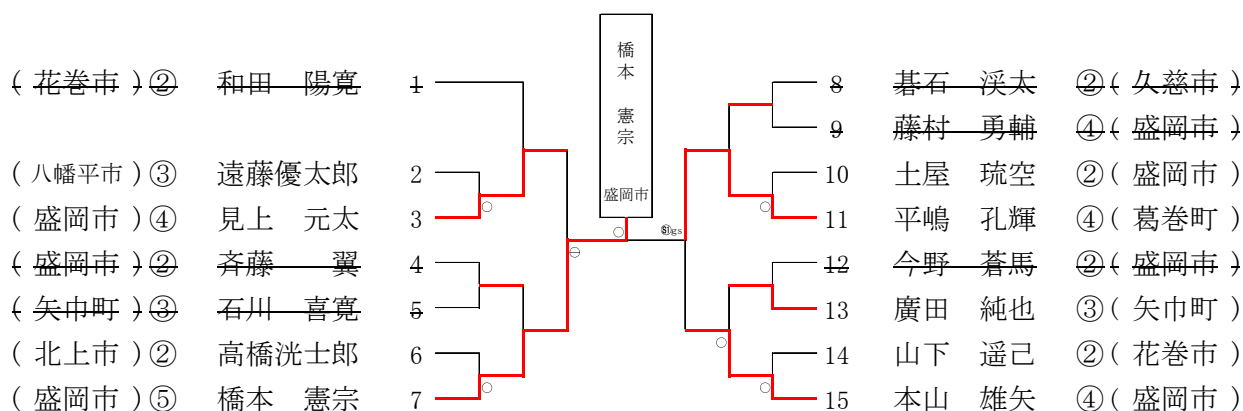 橋本 憲宗
盛岡市
( 花巻市 ) ② 和田 陽寛 1
( 八幡平市 ) ③ 遠藤優太郎 2
( 盛岡市 ) ④ 見上 元太 3
( 盛岡市 ) ② 斉藤 翼 4
( 矢巾町 ) ③ 石川 喜寛 5
( 北上市 ) ② 高橋洸士郎 6
( 盛岡市 ) ⑤ 橋本 憲宗 7
8 碁石 渓太 ② ( 久慈市 )
9 藤村 勇輔 ④ ( 盛岡市 )
10 土屋 琉空 ② ( 盛岡市 )
11 平嶋 孔輝 ④ ( 葛巻町 )
12 今野 蒼馬 ② ( 盛岡市 )
13 廣田 純也 ③ ( 矢巾町 )
14 山下 遥己 ② ( 花巻市 )
15 本山 雄矢 ④ ( 盛岡市 )